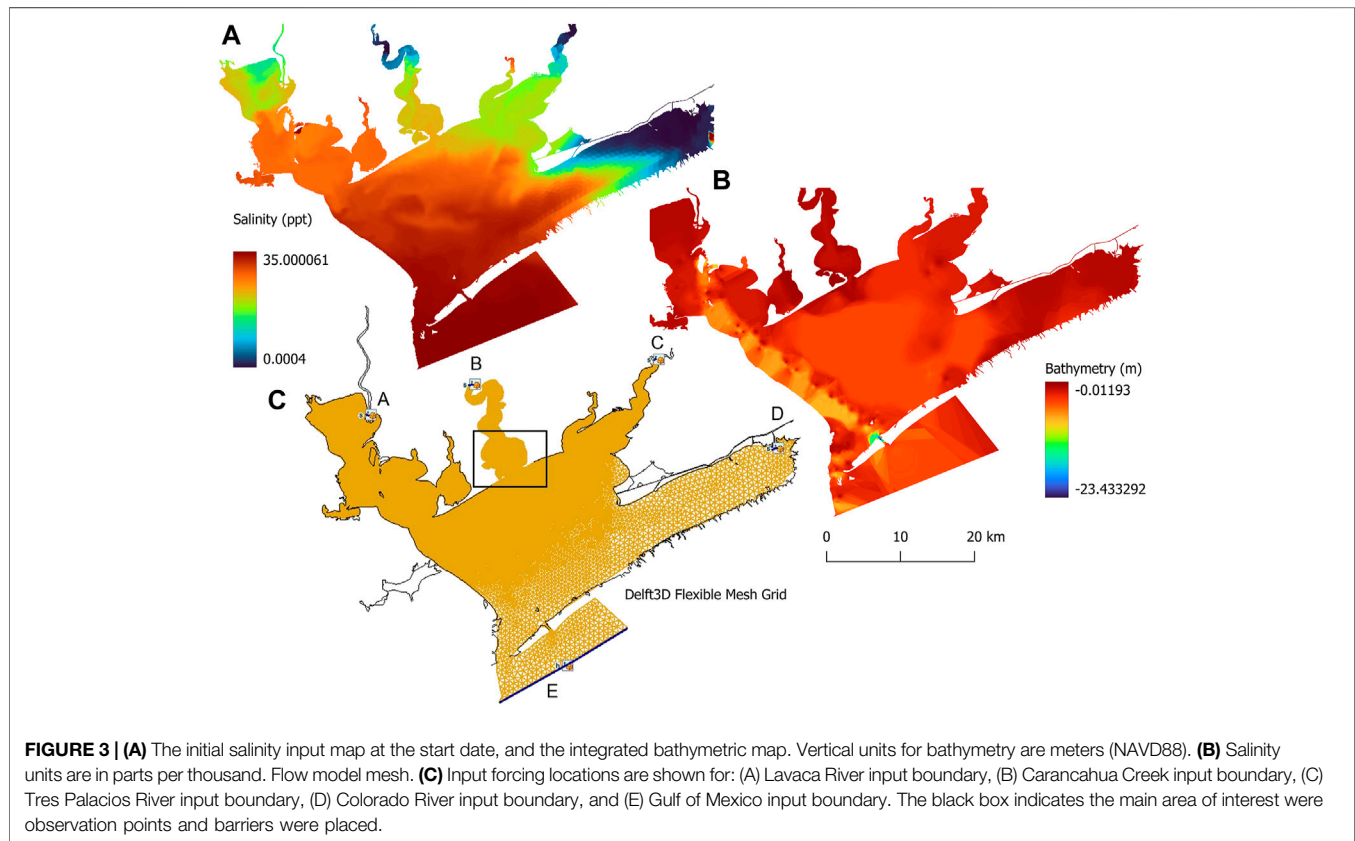 A
Salinity (ppt)
35.000061
0.0004
B
Bathymetry (m)
-0.01193
-23.433292
0 10 20 km
C
A
B
C
D
E
Delft3D Flexible Mesh Grid
FIGURE 3 | (A) The initial salinity input map at the start date, and the integrated bathymetric map. Vertical units for bathymetry are meters (NAVD88). (B) Salinity
units are in parts per thousand. Flow model mesh. (C) Input forcing locations are shown for: (A) Lavaca River input boundary, (B) Carancahua Creek input boundary, (C)
Tres Palacios River input boundary, (D) Colorado River input boundary, and (E) Gulf of Mexico input boundary. The black box indicates the main area of interest were
observation points and barriers were placed.